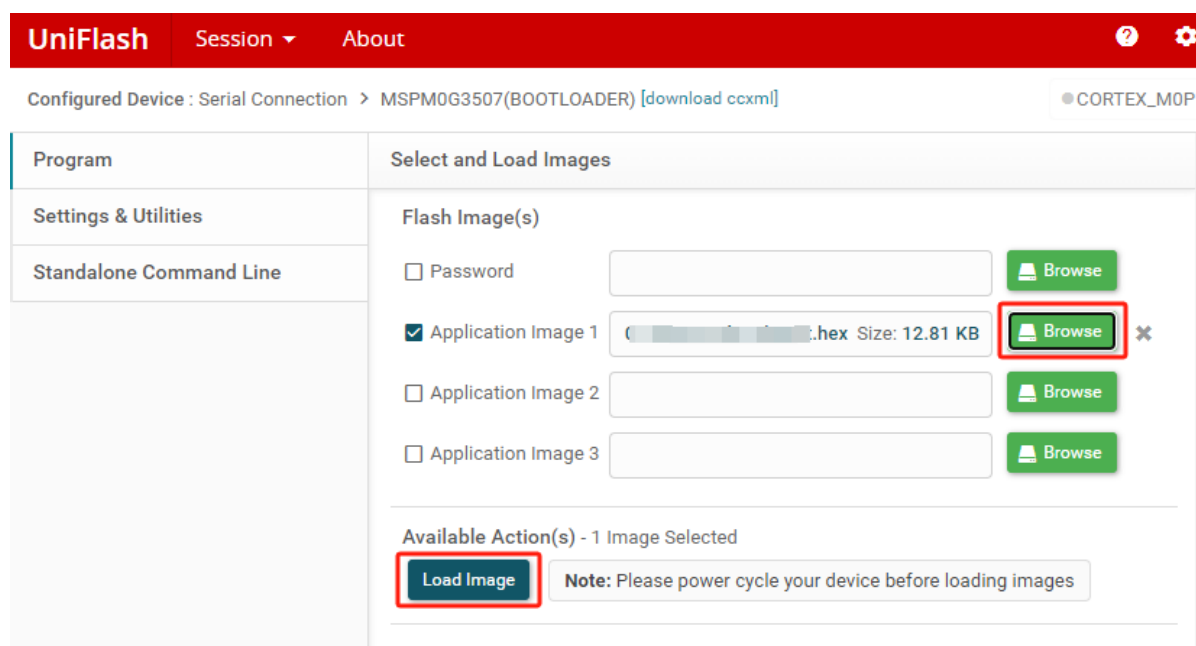 UniFlash Session About
Configured Device : Serial Connection > MSPM0G3507(BOOTLOADER) [download ccxml] CORTEX_M0P
Program
Select and Load Images
Settings & Utilities
Flash Image(s)
Password Browse
Standalone Command Line
Application Image 1 .hex Size: 12.81 KB Browse
Application Image 2 Browse
Application Image 3 Browse
Available Action(s) - 1 Image Selected
Load Image Note: Please power cycle your device before loading images